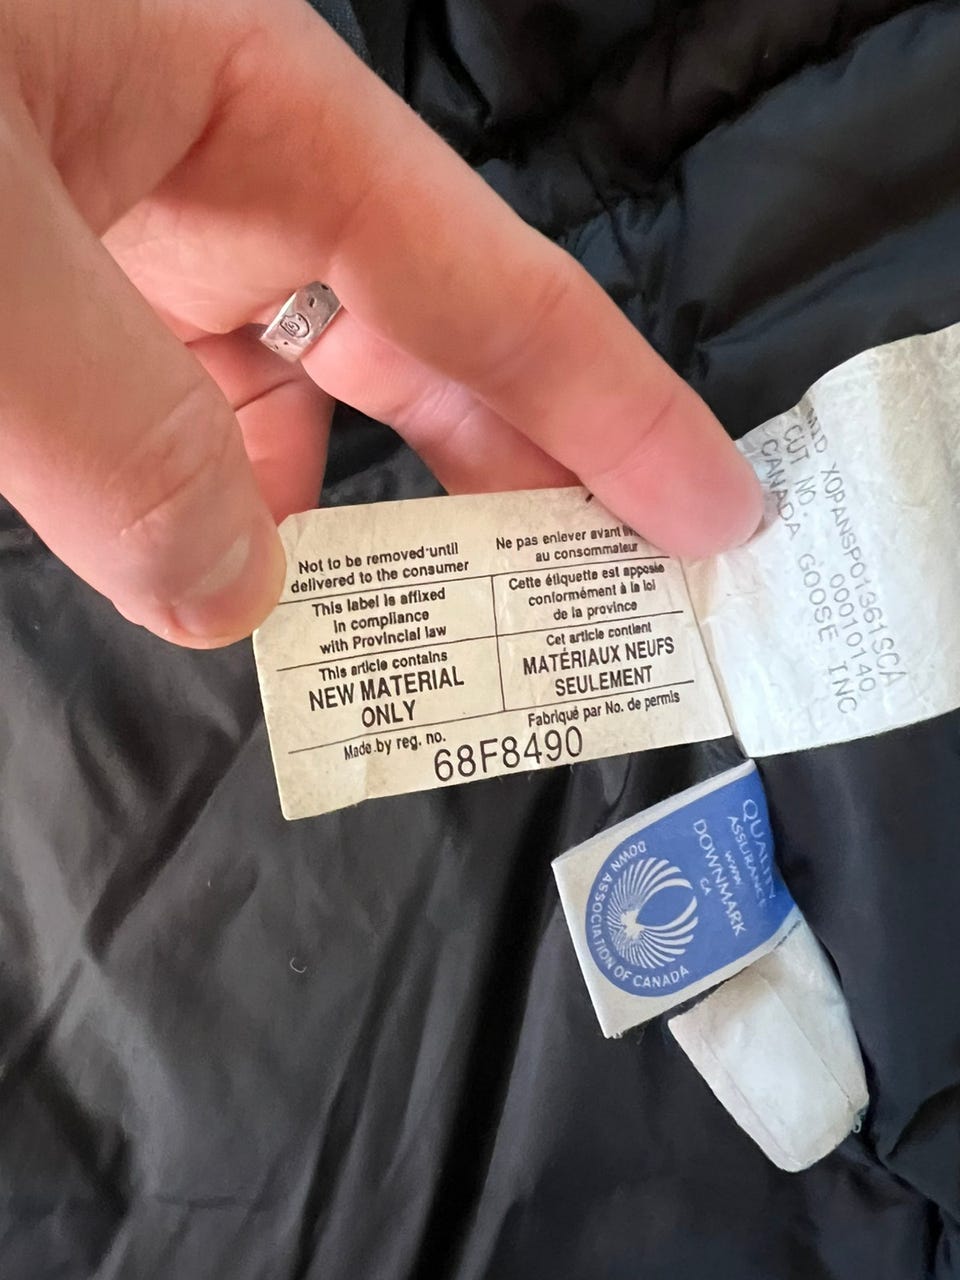 Not to be removed until
delivered to the consumer
This label is affixed
in compliance
with Provincial law
This article contains
NEW MATERIAL
ONLY
Made by reg. no.
Ne pas enlever avant
au consommateur
Cette étiquette est apposée
conformément à la loi
de la province
Cet article contient
MATÉRIAUX NEUFS
SEULEMENT
Fabriqué par No. de permis
68F8490
XOPANSP01361SCA
CUT NO. 00010140
CANADA GOOSE INC
QUALITY
ASSURANCE
WWW
DOWNMARK
CA
DOWN ASSOCIATION OF CANADA